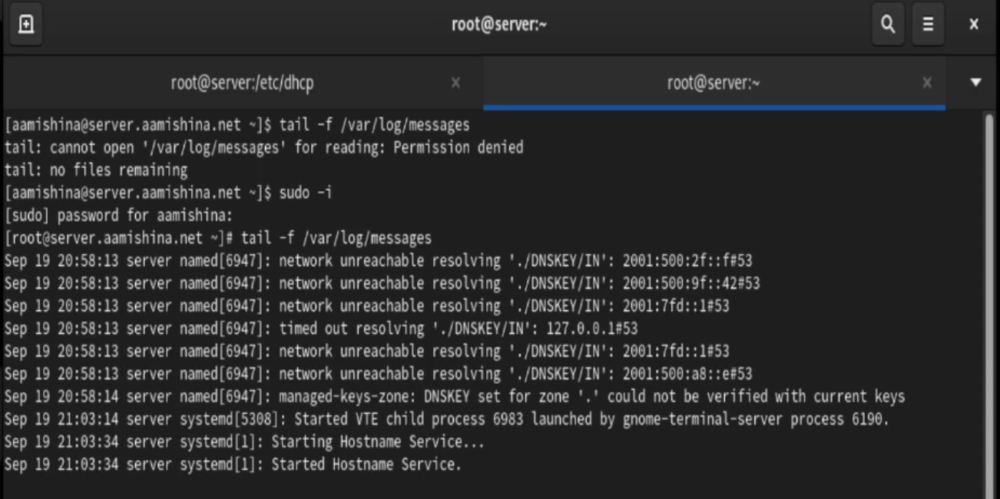 root@server:~
root@server:/etc/dhcp
root@server:~
[aamishina@server.aamishina.net ~]$ tail -f /var/log/messages
tail: cannot open '/var/log/messages' for reading: Permission denied
tail: no files remaining
[aamishina@server.aamishina.net ~]$ sudo -i
[sudo] password for aamishina:
[root@server.aamishina.net ~]# tail -f /var/log/messages
Sep 19 20:58:13 server named[6947]: network unreachable resolving './DNSKEY/IN': 2001:500:2f::f#53
Sep 19 20:58:13 server named[6947]: network unreachable resolving './DNSKEY/IN': 2001:500:9f::42#53
Sep 19 20:58:13 server named[6947]: network unreachable resolving './DNSKEY/IN': 2001:7fd::1#53
Sep 19 20:58:13 server named[6947]: timed out resolving './DNSKEY/IN': 127.0.0.1#53
Sep 19 20:58:13 server named[6947]: network unreachable resolving './DNSKEY/IN': 2001:7fd::1#53
Sep 19 20:58:13 server named[6947]: network unreachable resolving './DNSKEY/IN': 2001:500:a8::e#53
Sep 19 20:58:14 server named[6947]: managed-keys-zone: DNSKEY set for zone '.' could not be verified with current keys
Sep 19 21:03:14 server systemd[5308]: Started VTE child process 6983 launched by gnome-terminal-server process 6190.
Sep 19 21:03:34 server systemd[1]: Starting Hostname Service...
Sep 19 21:03:34 server systemd[1]: Started Hostname Service.